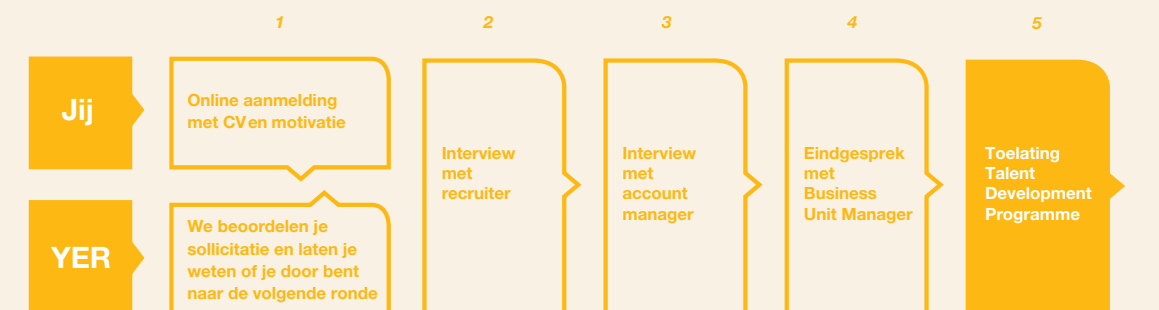 1
2
3
4
5
Jij
Online aanmelding
met CV en motivatie
YER
We beoordelen je
sollicitatie en laten je
weten of je door bent
naar de volgende ronde
Interview
met
recruiter
Interview
met
account
manager
Eindgesprek
met
Business
Unit Manager
Toelating
Talent
Development
Programme